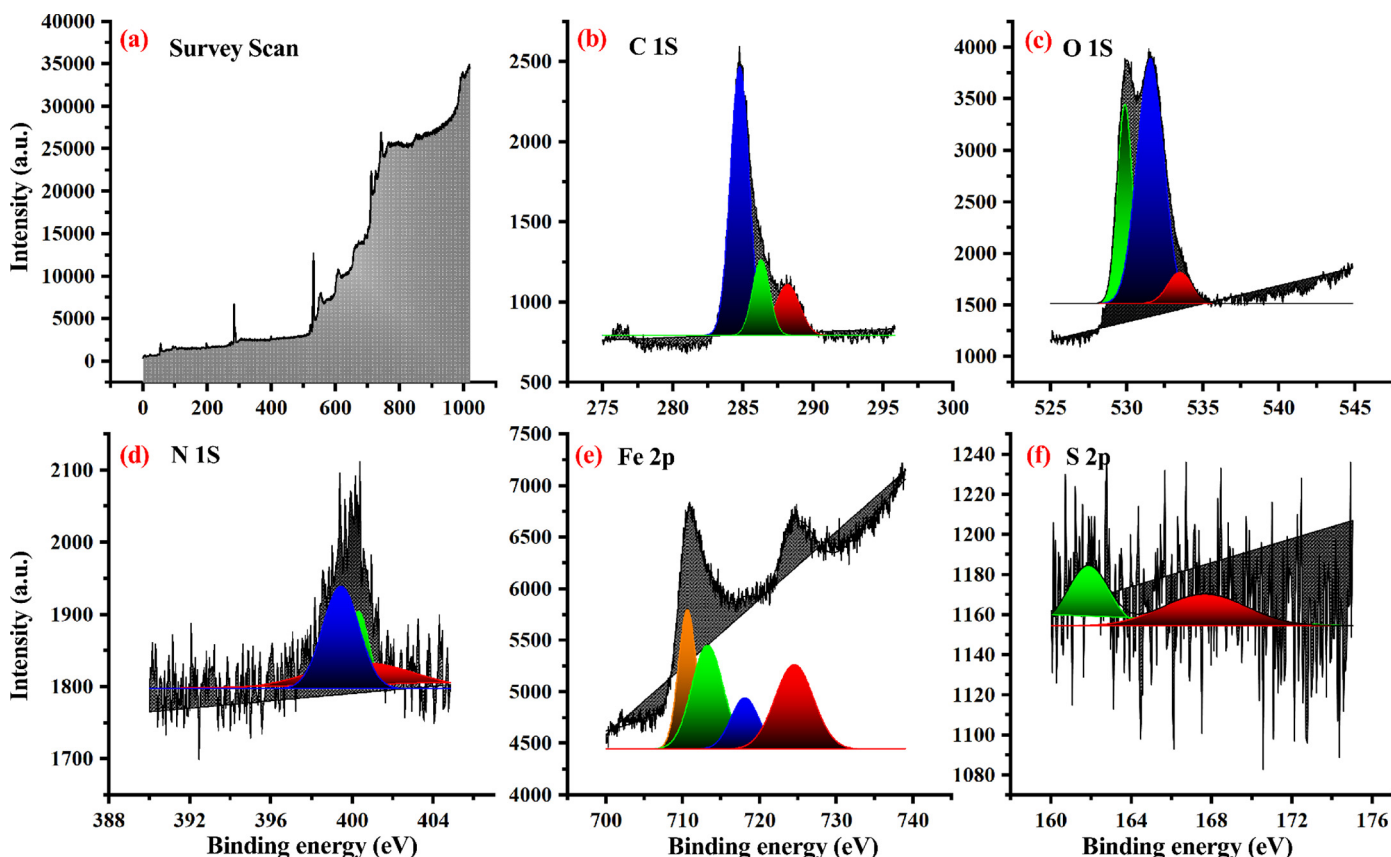 (a) Survey Scan
Intensity (a.u.)
40000
35000
30000
25000
20000
15000
10000
5000
0
0 200 400 600 800 1000
(b) C 1S
2500
2000
1500
1000
500
275 280 285 290 295 300
(c) O 1S
4000
3500
3000
2500
2000
1500
1000
525 530 535 540 545
(d) N 1S
Intensity (a.u.)
2100
2000
1900
1800
1700
388 392 396 400 404
Binding energy (eV)
(e) Fe 2p
7500
7000
6500
6000
5500
5000
4500
4000
700 710 720 730 740
Binding energy (eV)
(f) S 2p
1240
1220
1200
1180
1160
1140
1120
1100
1080
160 164 168 172 176
Binding energy (eV)